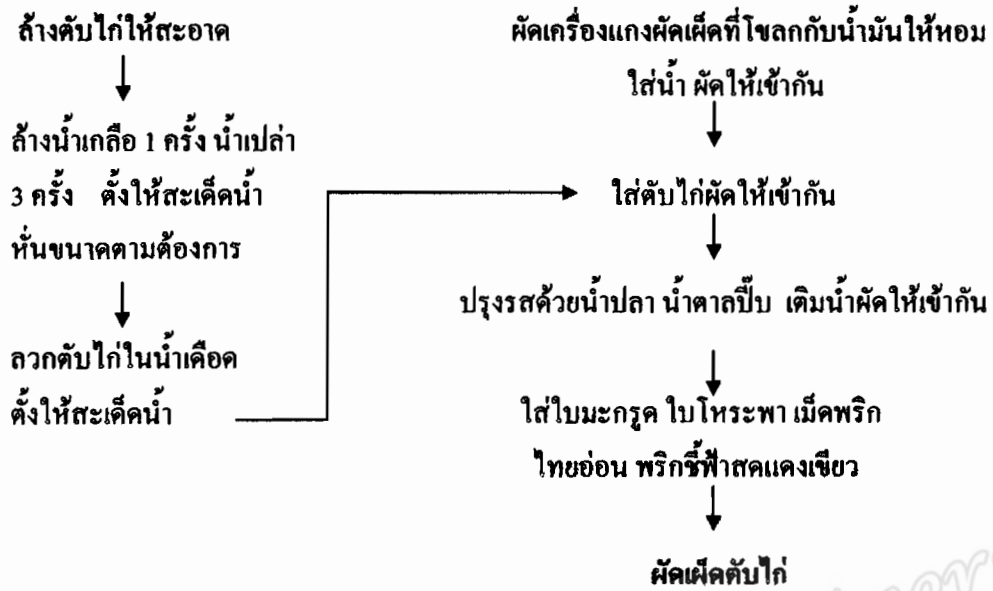 ล้างตับไก่ให้สะอาด
ล้างน้ำเกลือ 1 ครั้ง น้ำเปล่า
3 ครั้ง ตั้งให้สะเด็ดน้ำ
หั่นขนาดตามต้องการ
ลวกตับไก่ในน้ำเดือด
ตั้งให้สะเด็ดน้ำ
ผัดเครื่องแกงผัดเผ็ดที่โขลกกับน้ำมันให้หอม
ใส่น้ำ ผัดให้เข้ากัน
ใส่ตับไก่ผัดให้เข้ากัน
ปรุงรสด้วยน้ำปลา น้ำตาลปี๊บ เติมน้ำผัดให้เข้ากัน
ใส่ใบมะกรูด ใบโหระพา เม็ดพริก
ไทยอ่อน พริกชี้ฟ้าสดแดงเขียว
ผัดเผ็ดตับไก่